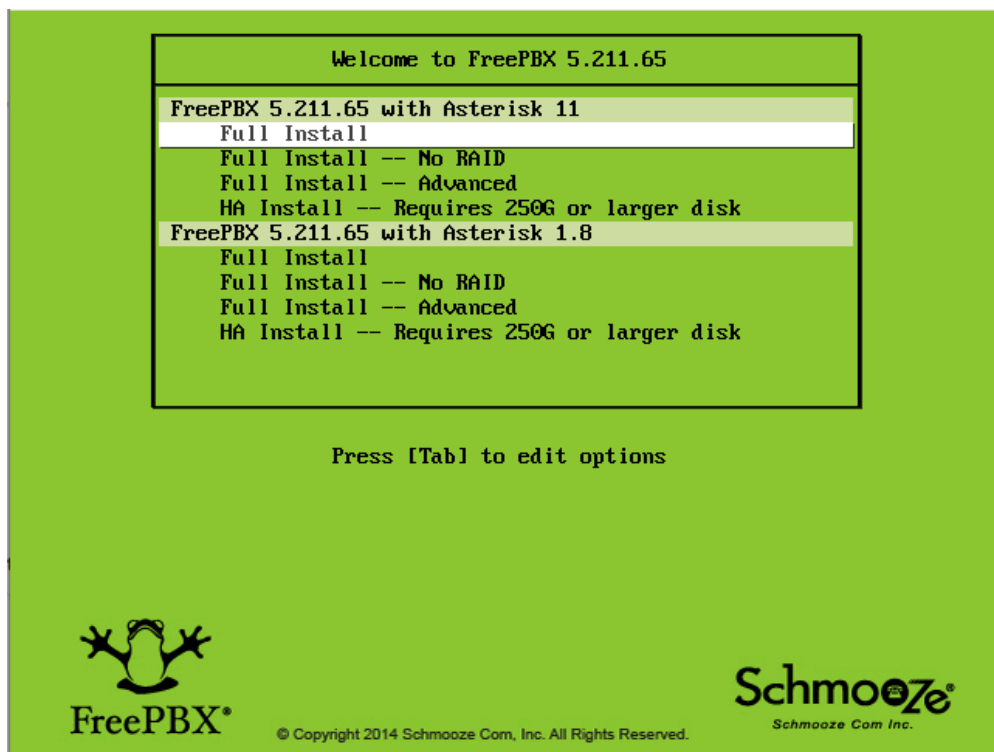 Welcome to FreePBX 5.211.65
FreePBX 5.211.65 with Asterisk 11
Full Install
Full Install -- No RAID
Full Install -- Advanced
HA Install -- Requires 250G or larger disk
FreePBX 5.211.65 with Asterisk 1.8
Full Install
Full Install -- No RAID
Full Install -- Advanced
HA Install -- Requires 250G or larger disk
Press [Tab] to edit options
FreePBX®
© Copyright 2014 Schmooze Com, Inc. All Rights Reserved.
Schmooze®
Schmooze Com Inc.